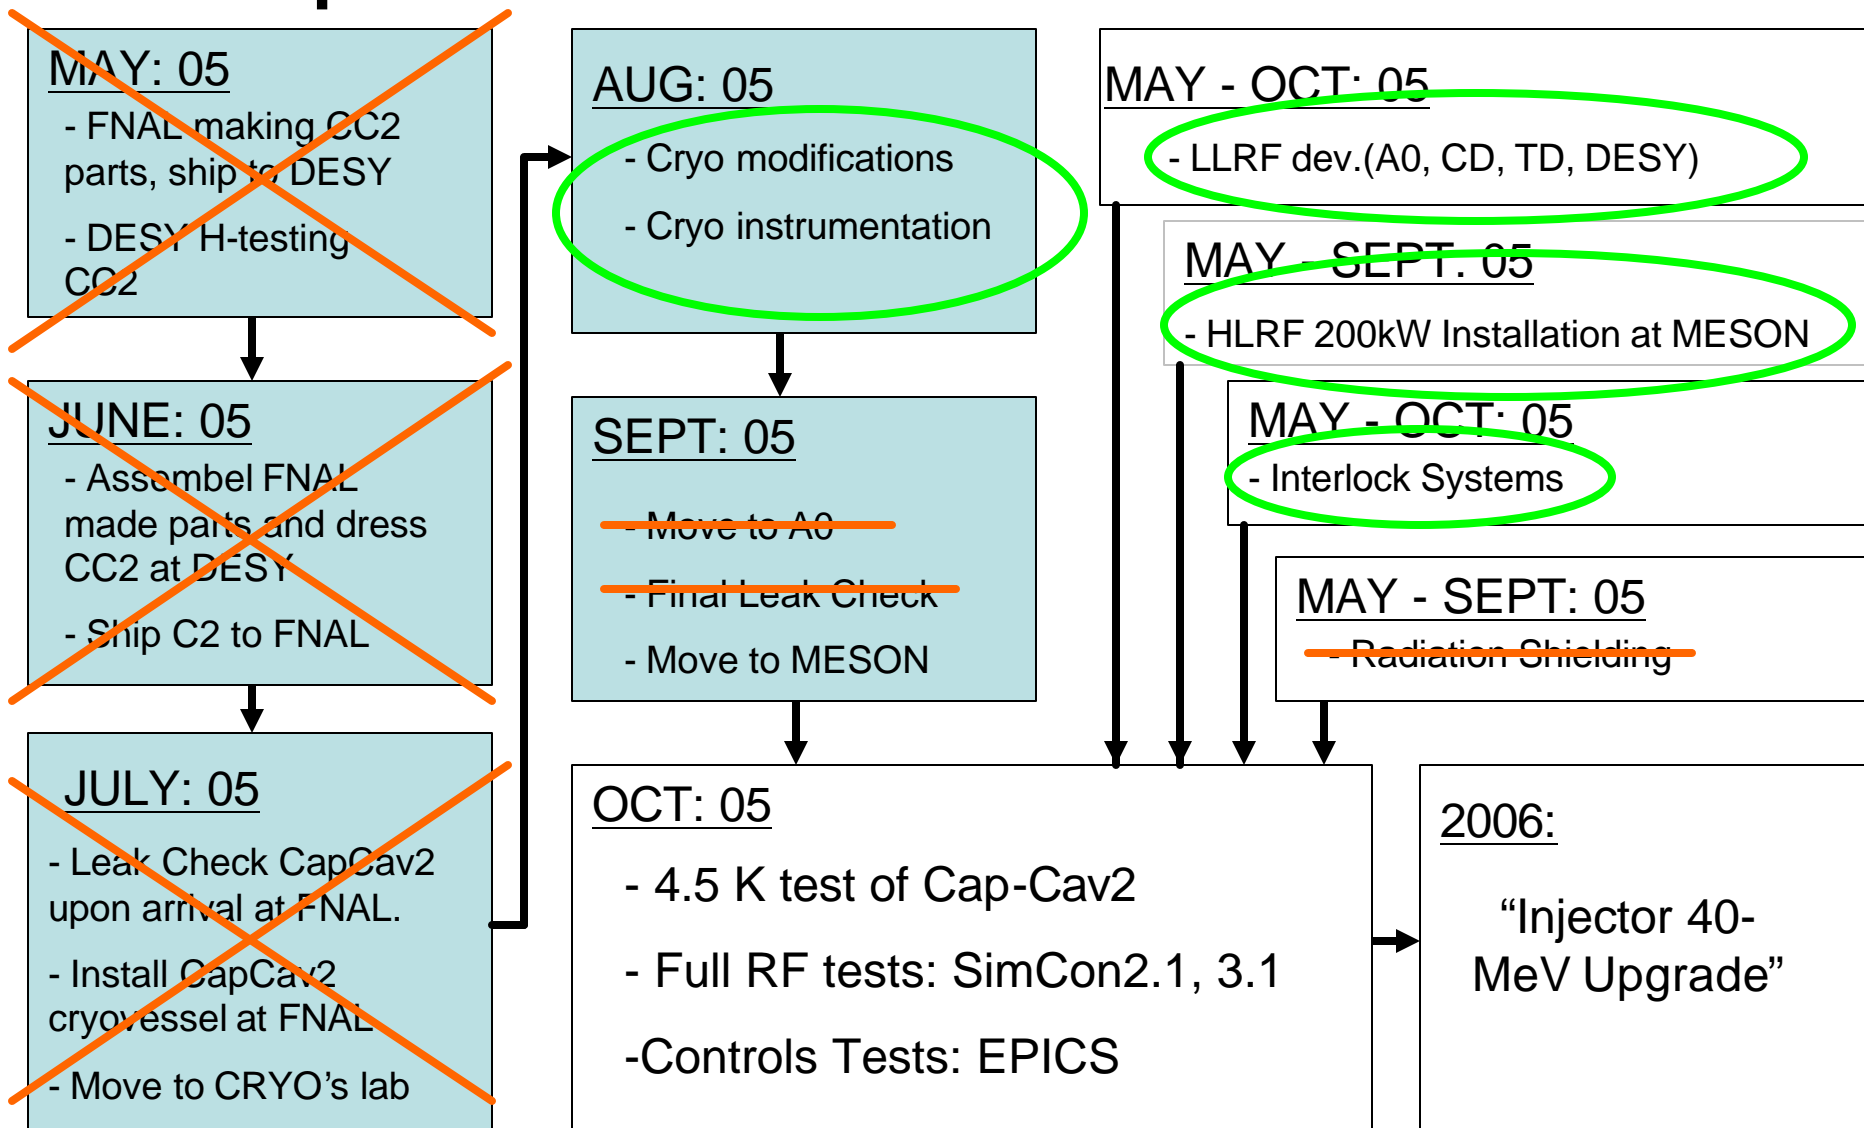 MAY: 05
- FNAL making CC2
parts, ship to DESY
- DESY H-testing
CC2
JUNE: 05
- Assembel FNAL
made parts and dress
CC2 at DESY
- Ship C2 to FNAL
JULY: 05
- Leak Check CapCav2
upon arrival at FNAL.
- Install CapCav2
cryovessel at FNAL
- Move to CRYO’s lab
AUG: 05
- Cryo modifications
- Cryo instrumentation
SEPT: 05
- Move to A0
- Final Leak Check
- Move to MESON
MAY - OCT: 05
- LLRF dev.(A0, CD, TD, DESY)
MAY - SEPT: 05
- HLRF 200kW Installation at MESON
MAY - OCT: 05
- Interlock Systems
MAY - SEPT: 05
- Radiation Shielding
OCT: 05
- 4.5 K test of Cap-Cav2
- Full RF tests: SimCon2.1, 3.1
-Controls Tests: EPICS
2006:
“Injector 40-
MeV Upgrade”